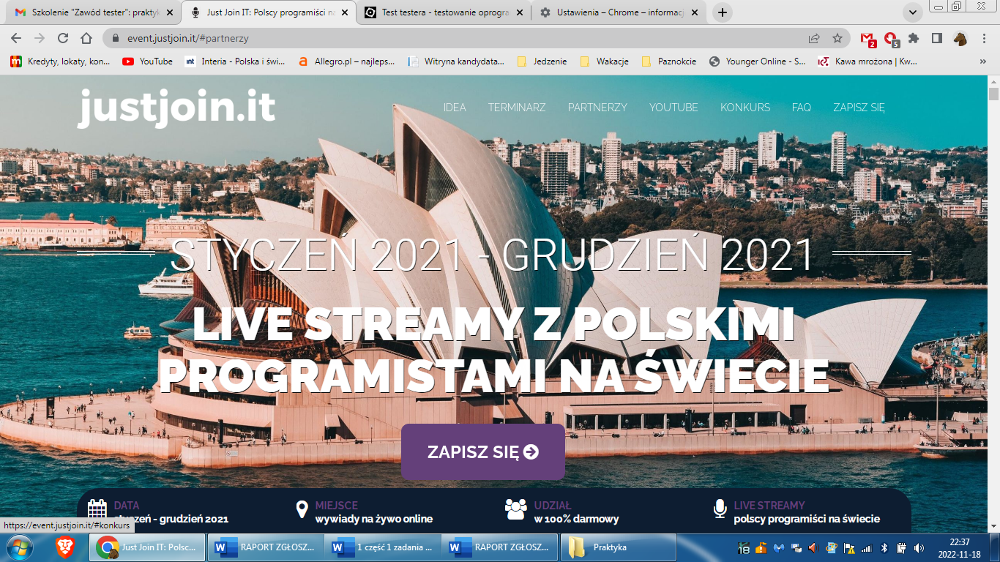 Szkolenie "Zawód tester": praktyk
Just Join IT: Polscy programiści na
Test testera - testowanie oprogra
Ustawienia – Chrome – informacj
event.justjoin.it/#partnerzy
2
5
Kredyty, lokaty, kon...
YouTube
int
Interia - Polska i świ...
a
Allegro.pl – najleps...
Witryna kandydata...
Jedzenie
Wakacje
Paznokcie
Younger Online - S...
Kawa mrożona | Kw...
»
justjoin.it
IDEA
TERMINARZ
PARTNERZY
YOUTUBE
KONKURS
FAQ
ZAPISZ SIĘ
STYCZEŃ 2021 - GRUDZIEŃ 2021
LIVE STREAMY Z POLSKIMI
PROGRAMISTAMI NA ŚWIECIE
ZAPISZ SIĘ
DATA
styczeń - grudzień 2021
MIEJSCE
wywiady na żywo online
UDZIAŁ
w 100% darmowy
LIVE STREAMY
polscy programiści na świecie
https://event.justjoin.it/#konkurs
Just Join IT: Polsc...
RAPORT ZGŁOSZ...
1 część 1 zadania ...
RAPORT ZGŁOSZ...
Praktyka
18
22:37
2022-11-18